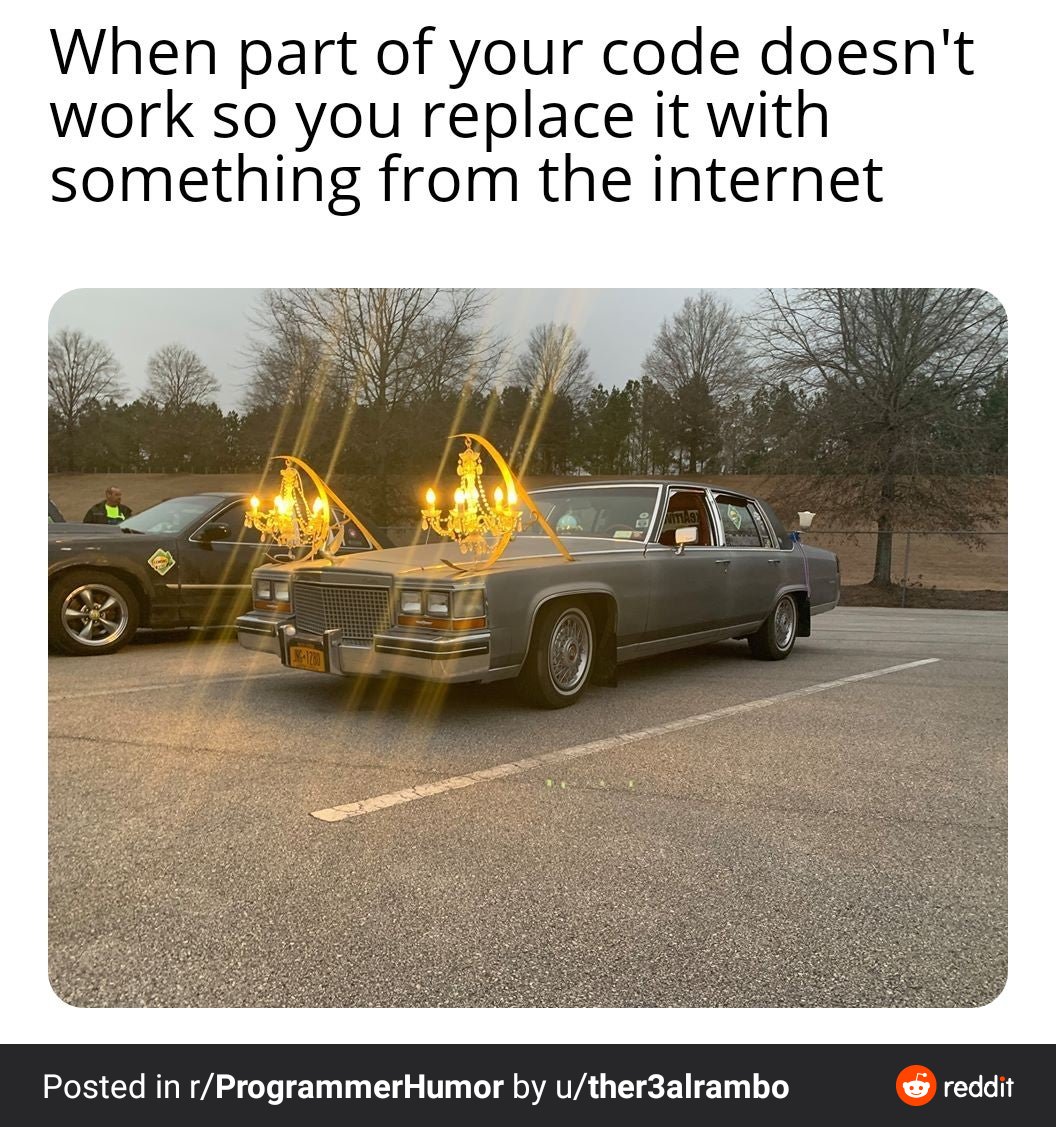 When part of your code doesn't
work so you replace it with
something from the internet
Posted in r/ProgrammerHumor by u/ther3alrambo
reddit